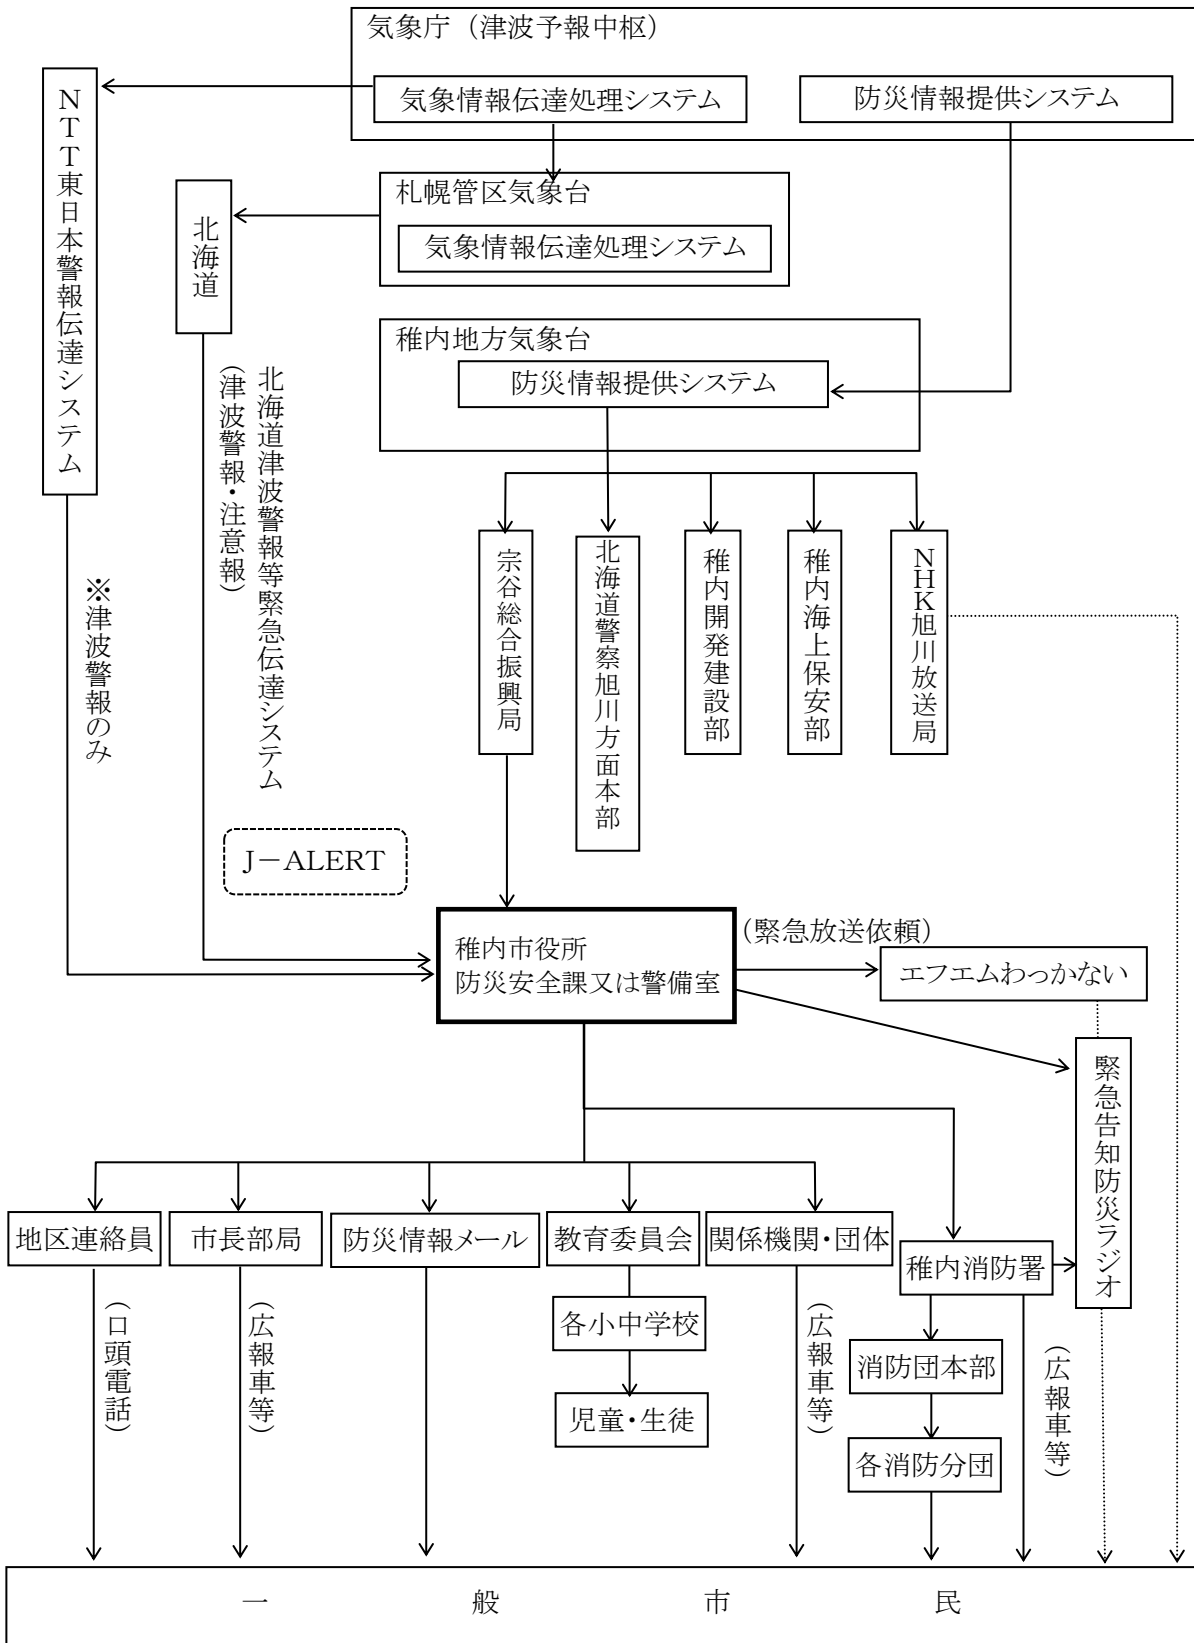 気象庁（津波予報中枢）
気象情報伝達処理システム
防災情報提供システム
NTT東日本警報伝達システム
札幌管区気象台
気象情報伝達処理システム
北海道
稚内地方気象台
防災情報提供システム
北海道津波警報等緊急伝達システム
（津波警報・注意報）
※津波警報のみ
宗谷総合振興局
北海道警察旭川方面本部
稚内開発建設部
稚内海上保安部
NHK旭川放送局
J－ALERT
稚内市役所
防災安全課又は警備室
（緊急放送依頼）
エフエムわっかない
緊急告知防災ラジオ
地区連絡員
市長部局
防災情報メール
教育委員会
関係機関・団体
稚内消防署
各小中学校
児童・生徒
消防団本部
各消防分団
（口頭電話）
（広報車等）
（広報車等）
（広報車等）
一般市民